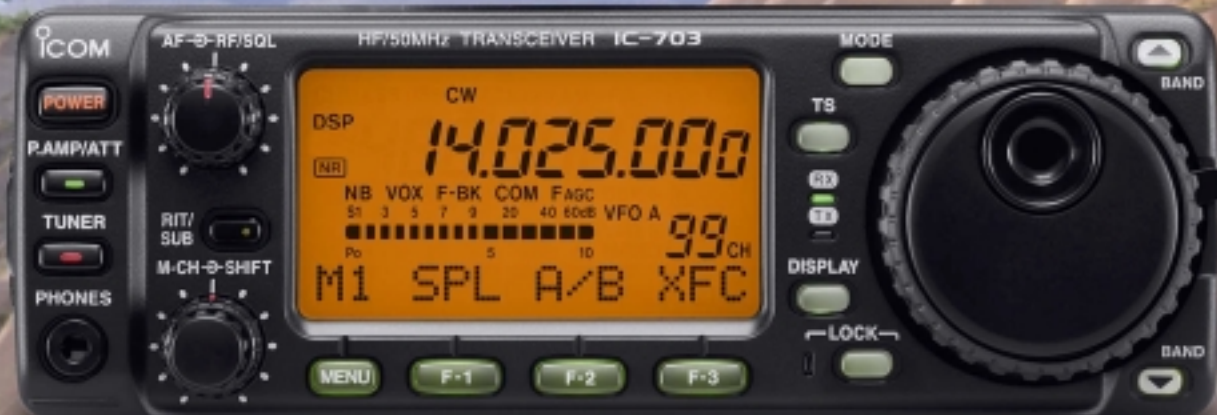 ICOM
AF RF/SQL
HF/50MHz TRANSCEIVER IC-703
MODE
BAND
POWER
TS
P.AMP/ATT
CW
DSP
14.025.000
NR
NB VOX F-BK COM FAGC
S1 3 5 7 9 20 40 60dB
VFO A
99 CH
Po 5 10
RX
TX
TUNER
RIT/
SUB
M-CH SHIFT
M1 SPL A/B XFC
DISPLAY
PHONES
LOCK
MENU F-1 F-2 F-3
BAND